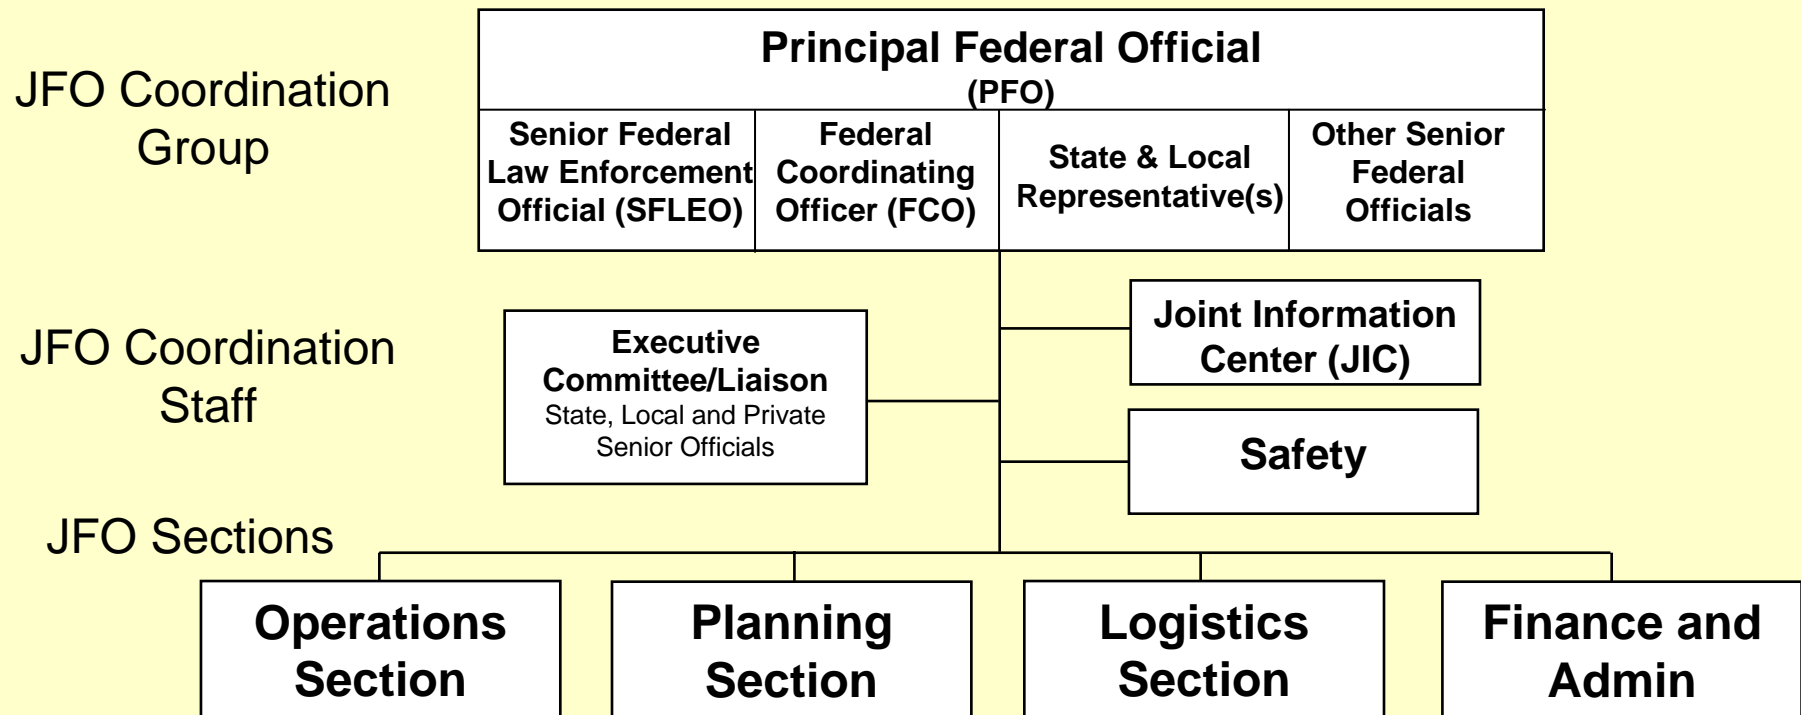 JFO Coordination
Group
Principal Federal Official
(PFO)
Senior Federal
Law Enforcement
Official (SFLEO)
Federal
Coordinating
Officer (FCO)
State & Local
Representative(s)
Other Senior
Federal
Officials
JFO Coordination
Staff
Executive
Committee/Liaison
State, Local and Private
Senior Officials
Joint Information
Center (JIC)
Safety
JFO Sections
Operations
Section
Planning
Section
Logistics
Section
Finance and
Admin